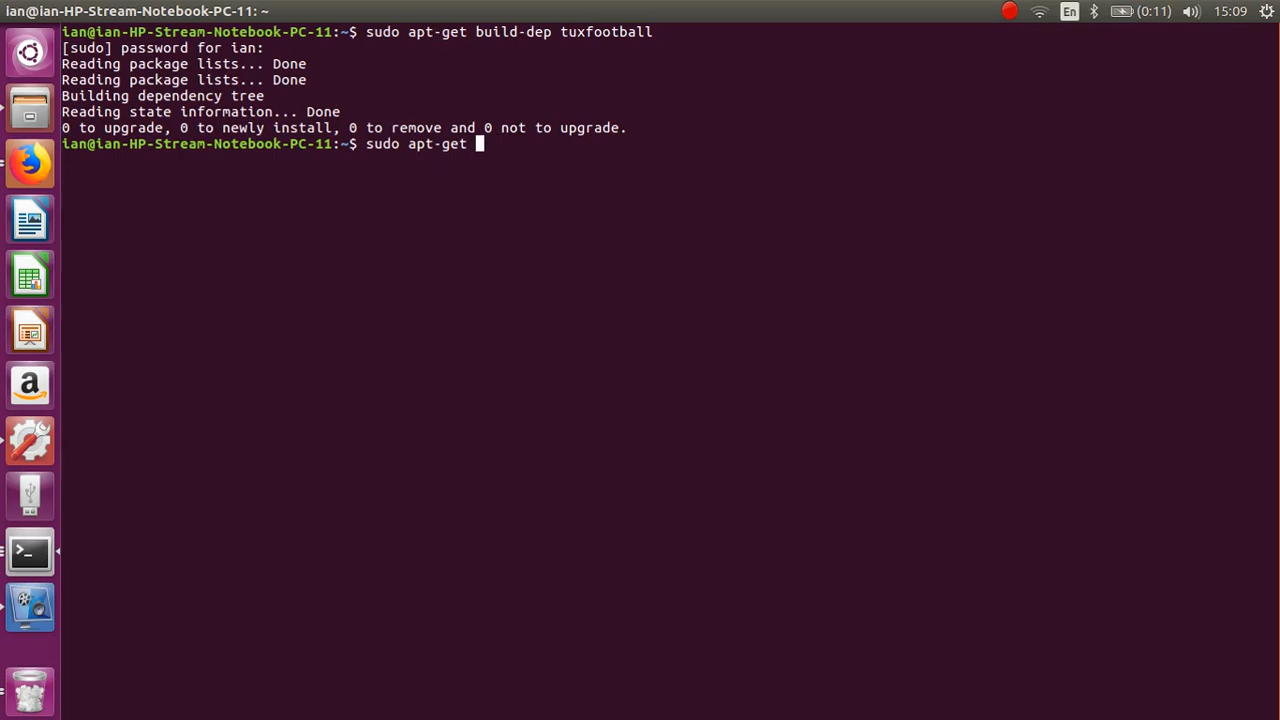 ian@ian-HP-Stream-Notebook-PC-11: ~
En
(0:11)
15:09
ian@ian-HP-Stream-Notebook-PC-11:~$ sudo apt-get build-dep tuxfootball
[sudo] password for ian:
Reading package lists... Done
Reading package lists... Done
Building dependency tree
Reading state information... Done
0 to upgrade, 0 to newly install, 0 to remove and 0 not to upgrade.
ian@ian-HP-Stream-Notebook-PC-11:~$ sudo apt-get
a
>_